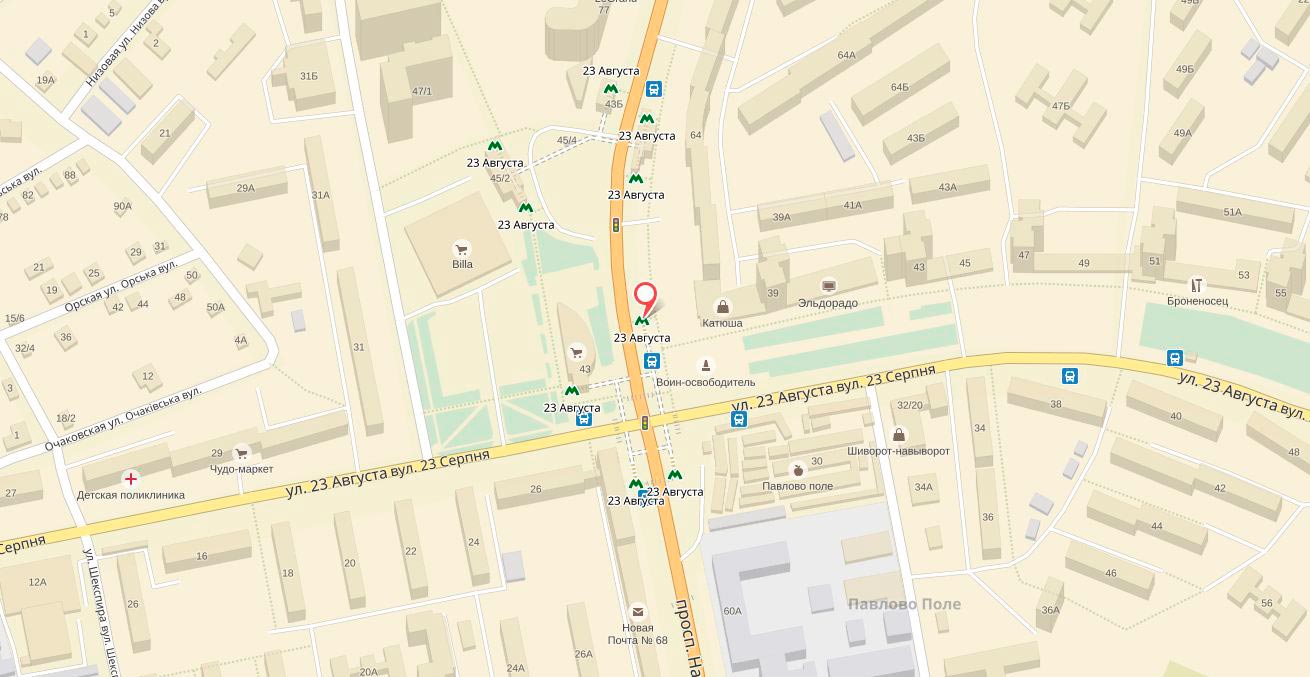 LeGrand
77
5
1
2
Низовая ул. Низова в
19А
31Б
47/1
21
23 Августа
43Б
23 Августа
45/4
64
64А
64Б
43Б
47Б
49Б
49Б
49А
22
ська вул.
88
82
78
90А
29А
31А
23 Августа
45/2
23 Августа
23 Августа
43А
41А
39А
51А
Billa
29
31
21
25
19
50
Орская ул. Орська вул.
42
44
48
50А
15/6
36
4А
32/4
12
3
18/2
1
31
43
45
47
49
51
53
55
39
Эльдорадо
Катюша
Броненосец
23 Августа
43
Воин-освободитель
23 Августа
ул. 23 Августа вул. 23 Серпня
ул. 23 Августа вул.
Очаковская ул. Очаківська вул.
29
Чудо-маркет
Детская поликлиника
27
ул. 23 Августа вул. 23 Серпня
Серпня
26
23 Августа
23 Августа
30
Павлово поле
32/20
Шиворот-навыворот
34
34А
36
38
40
42
44
46
48
56
36А
12А
ул. Шекспира вул. Шекс
26
16
18
20
22
24
20А
24А
26А
Новая
Почта № 68
просп. На
60А
Павлово Поле